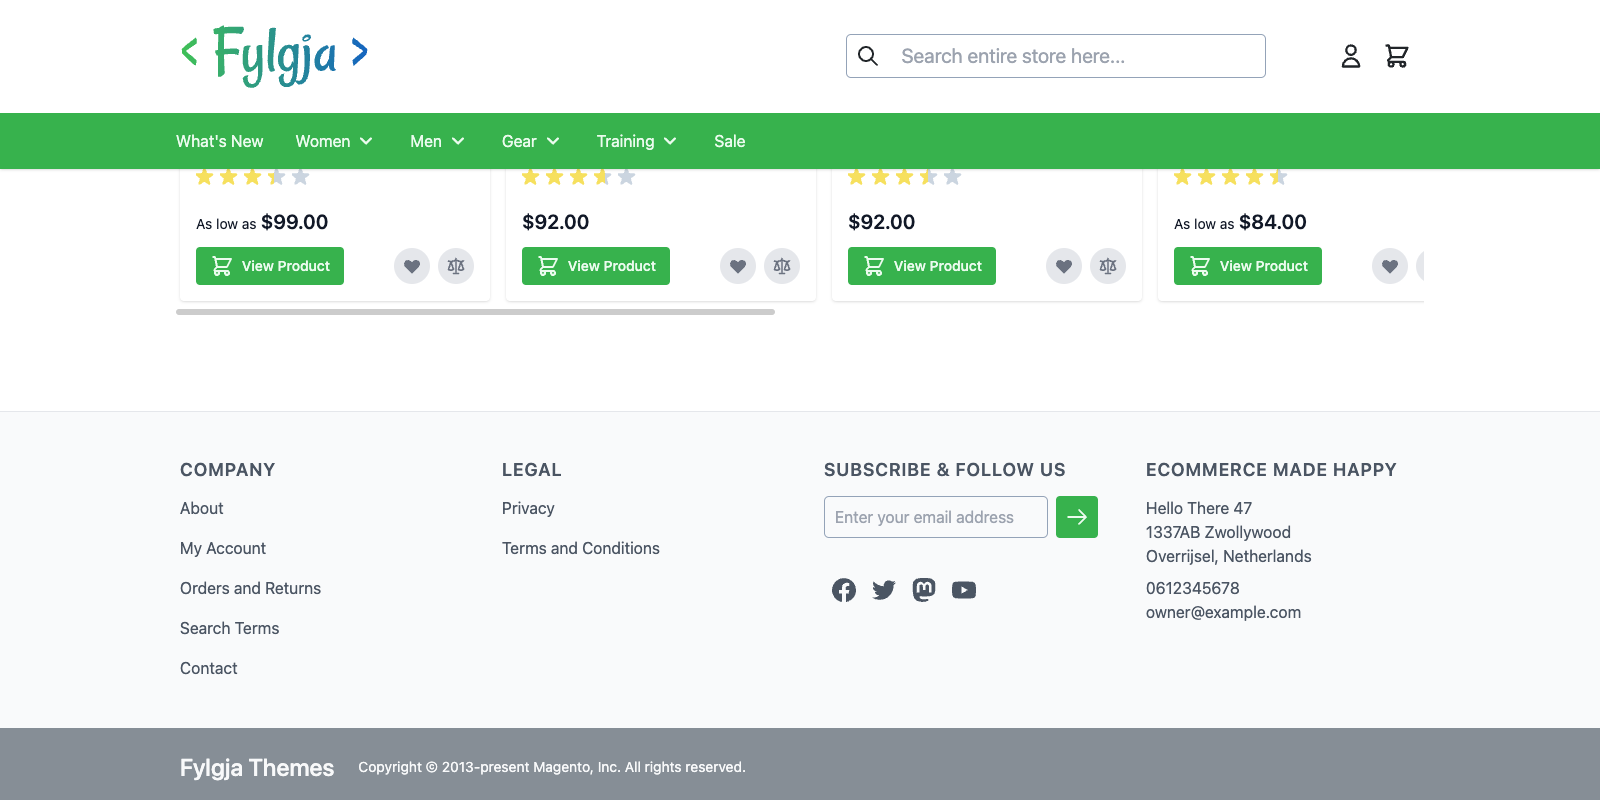 < Fylgja >
Search entire store here...
What's New Women Men Gear Training Sale
As low as $99.00
View Product
$92.00
View Product
$92.00
View Product
As low as $84.00
View Product
COMPANY
About
My Account
Orders and Returns
Search Terms
Contact
LEGAL
Privacy
Terms and Conditions
SUBSCRIBE & FOLLOW US
Enter your email address
ECOMMERCE MADE HAPPY
Hello There 47
1337AB Zwollywood
Overrijsel, Netherlands
0612345678
owner@example.com
Fylgja Themes
Copyright © 2013-present Magento, Inc. All rights reserved.